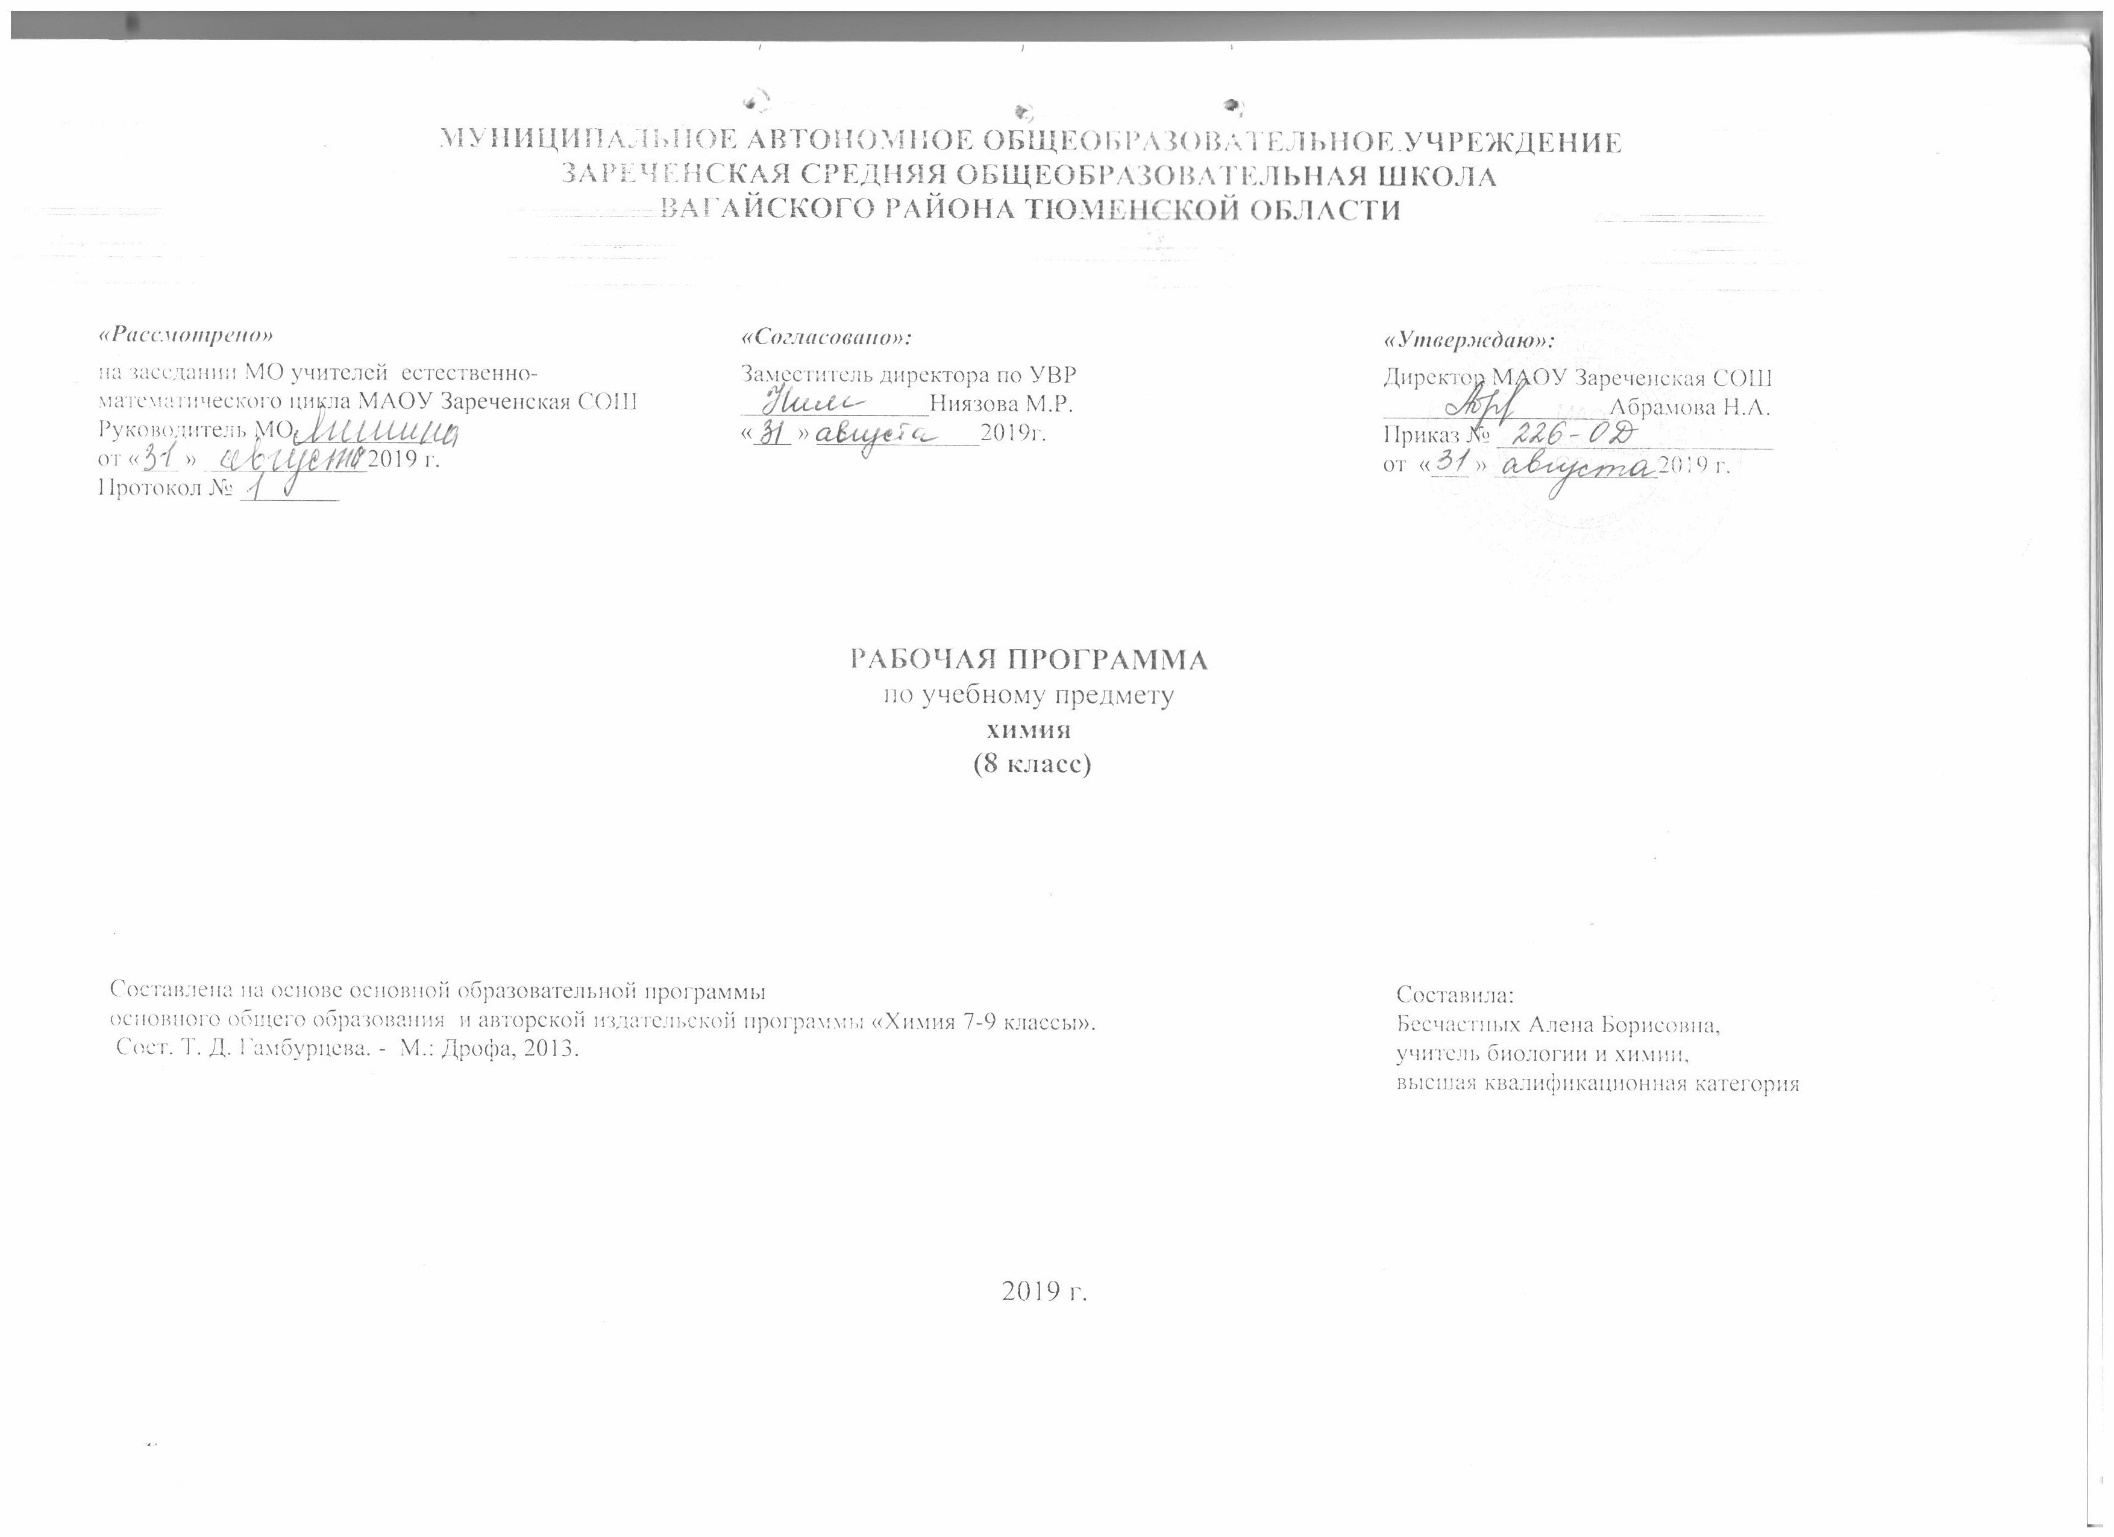 МУНИЦИПАЛЬНОЕ АВТОНОМНОЕ ОБЩЕОБРАЗОВАТЕЛЬНОЕ УЧРЕЖДЕНИЕ
ЗАРЕЧЕНСКАЯ СРЕДНЯЯ ОБЩЕОБРАЗОВАТЕЛЬНАЯ ШКОЛА
ВАГАЙСКОГО РАЙОНА ТЮМЕНСКОЙ ОБЛАСТИ
«Рассмотрено»
на заседании МО учителей естественно-
математического цикла МАОУ Зареченская СОШ
Руководитель МО
от «31» августа 2019 г.
Протокол № 1
«Согласовано»:
Заместитель директора по УВР
Ниязова М.Р.
«31» августа 2019г.
«Утверждаю»:
Директор МАОУ Зареченская СОШ
Абрамова Н.А.
Приказ № 226-ОД
от «31» августа 2019 г.
РАБОЧАЯ ПРОГРАММА
по учебному предмету
химия
(8 класс)
Составлена на основе основной образовательной программы
основного общего образования и авторской издательской программы «Химия 7-9 классы».
Сост. Т. Д. Гамбурцева. - М.: Дрофа, 2013.
Составила:
Бесчастных Алена Борисовна,
учитель биологии и химии,
высшая квалификационная категория
2019 г.